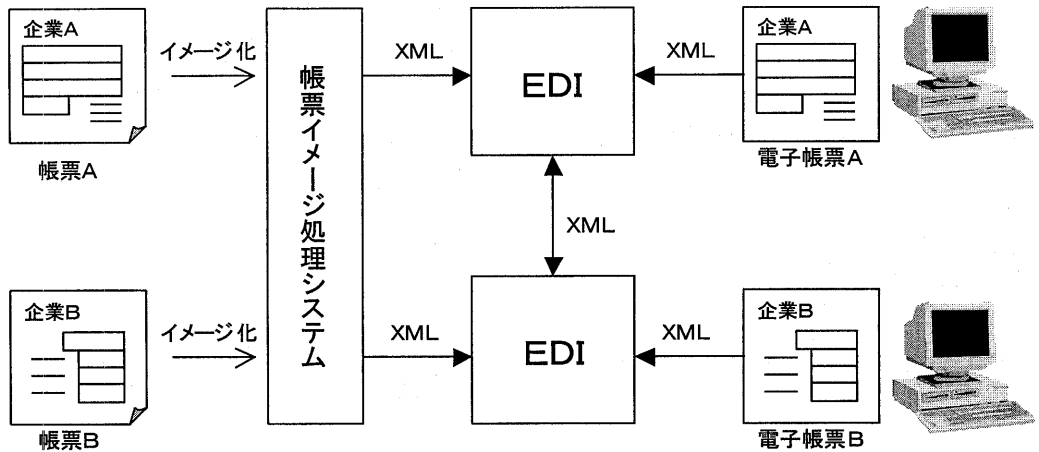 企業A
イメージ化
帳票A
帳票イメージ処理システム
XML
EDI
XML
企業A
電子帳票A
XML
企業B
イメージ化
帳票B
XML
EDI
XML
企業B
電子帳票B